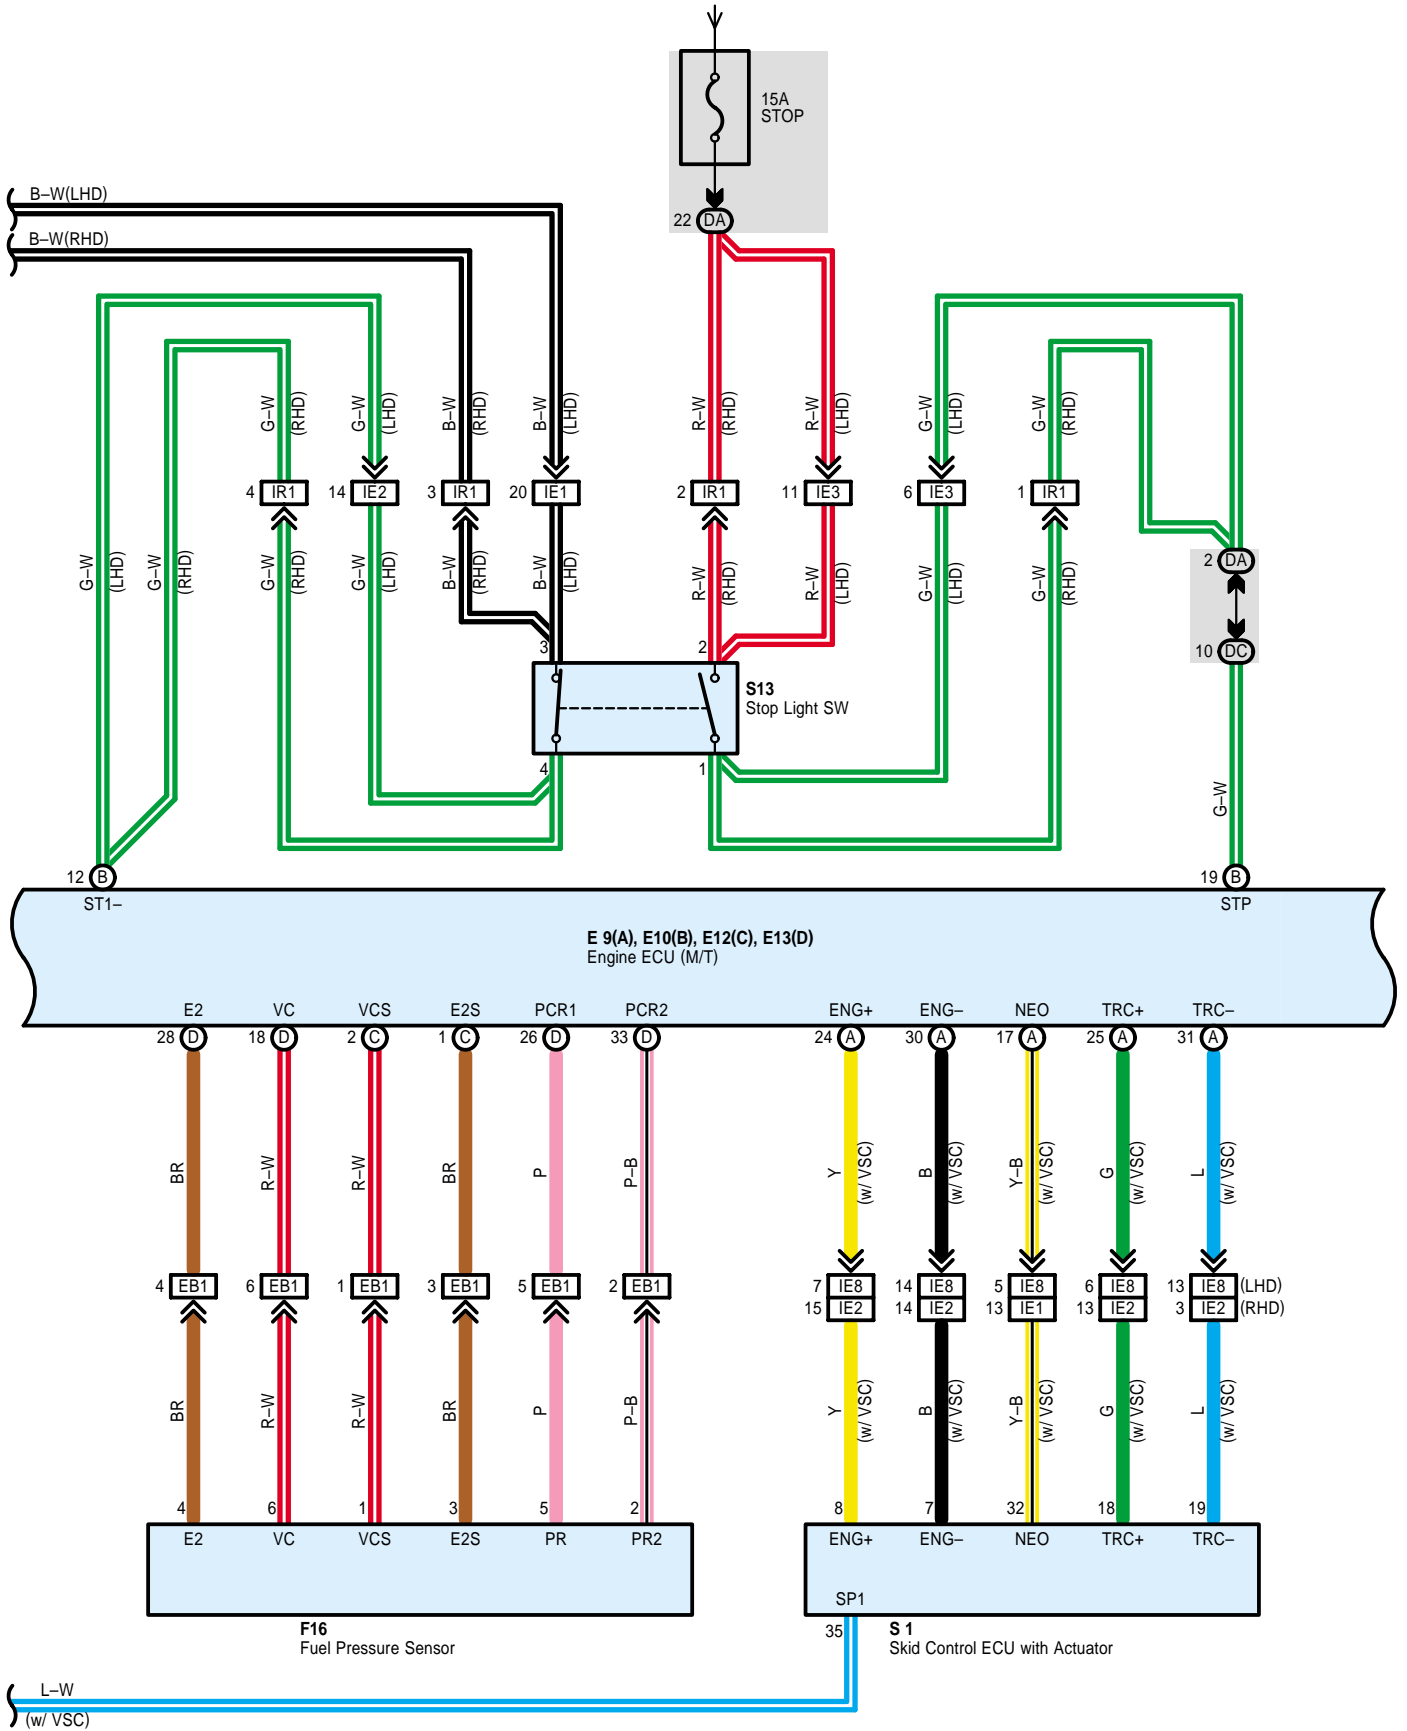 15A
STOP
B–W(LHD)
22 DA
B–W(RHD)
G–W
(RHD)
G–W
(LHD)
B–W
(RHD)
B–W
(LHD)
R–W
(RHD)
R–W
(LHD)
G–W
(LHD)
G–W
(RHD)
4 IR1
14 IE2
3 IR1
20 IE1
2 IR1
11 IE3
6 IE3
1 IR1
G–W
(LHD)
G–W
(RHD)
G–W
(RHD)
G–W
(LHD)
B–W
(RHD)
B–W
(LHD)
R–W
(RHD)
R–W
(LHD)
G–W
(LHD)
G–W
(RHD)
2 DA
10 DC
3
2
S13
Stop Light SW
4
1
G–W
12 B
19 B
ST1–
STP
E 9(A), E10(B), E12(C), E13(D)
Engine ECU (M/T)
E2
VC
VCS
E2S
PCR1
PCR2
ENG+
ENG–
NEO
TRC+
TRC–
28 D
18 D
2 C
1 C
26 D
33 D
24 A
30 A
17 A
25 A
31 A
BR
R–W
R–W
BR
P
P–B
Y
(w/ VSC)
B
(w/ VSC)
Y–B
(w/ VSC)
G
(w/ VSC)
L
(w/ VSC)
4 EB1
6 EB1
1 EB1
3 EB1
5 EB1
2 EB1
7 IE8
14 IE8
5 IE8
6 IE8
13 IE8 (LHD)
15 IE2
14 IE2
13 IE1
13 IE2
3 IE2 (RHD)
BR
R–W
R–W
BR
P
P–B
Y
(w/ VSC)
B
(w/ VSC)
Y–B
(w/ VSC)
G
(w/ VSC)
L
(w/ VSC)
4
6
1
3
5
2
8
7
32
18
19
E2
VC
VCS
E2S
PR
PR2
ENG+
ENG–
NEO
TRC+
TRC–
SP1
F16
Fuel Pressure Sensor
35
S 1
Skid Control ECU with Actuator
L–W
(w/ VSC)